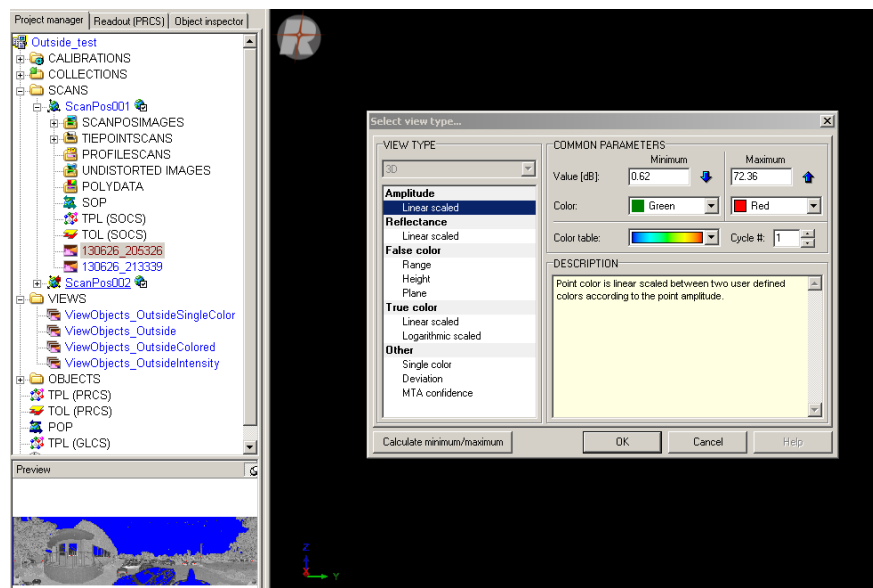 Project manager
Readout (PRCS)
Object inspector
Outside_test
CALIBRATIONS
COLLECTIONS
SCANS
ScanPos001
SCANPOSIMAGES
TIEPOINTSCANS
PROFILESCANS
UNDISTORTED IMAGES
POLYDATA
SOP
TPL (SOCS)
TOL (SOCS)
130626_205326
130626_213339
ScanPos002
VIEWS
ViewObjects_OutsideSingleColor
ViewObjects_Outside
ViewObjects_OutsideColored
ViewObjects_OutsideIntensity
OBJECTS
TPL (PRCS)
TOL (PRCS)
POP
TPL (GLCS)
Preview
R
Select view type...
VIEW TYPE
3D
Amplitude
Linear scaled
Reflectance
Linear scaled
False color
Range
Height
Plane
True color
Linear scaled
Logarithmic scaled
Other
Single color
Deviation
MTA confidence
COMMON PARAMETERS
Minimum
Maximum
Value [dB]:
0.62
72.36
Color:
Green
Red
Color table:
Cycle #:
1
DESCRIPTION
Point color is linear scaled between two user defined
colors according to the point amplitude.
Calculate minimum/maximum
OK
Cancel
Help
Z
Y